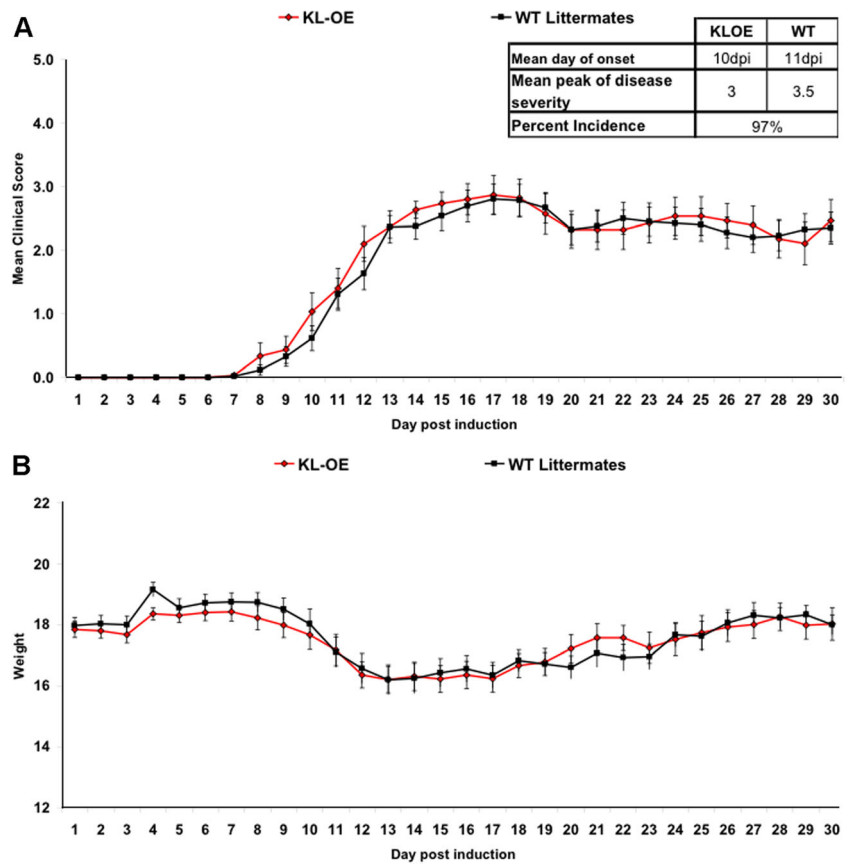 A
KL-OE WT Littermates
KLOE WT
Mean day of onset 10dpi 11dpi
Mean peak of disease
severity 3 3.5
Percent Incidence 97%
5.0
4.0
3.0
2.0
1.0
0.0
Mean Clinical Score
1 2 3 4 5 6 7 8 9 10 11 12 13 14 15 16 17 18 19 20 21 22 23 24 25 26 27 28 29 30
Day post induction
B
KL-OE WT Littermates
22
20
18
16
14
12
Weight
1 2 3 4 5 6 7 8 9 10 11 12 13 14 15 16 17 18 19 20 21 22 23 24 25 26 27 28 29 30
Day post induction